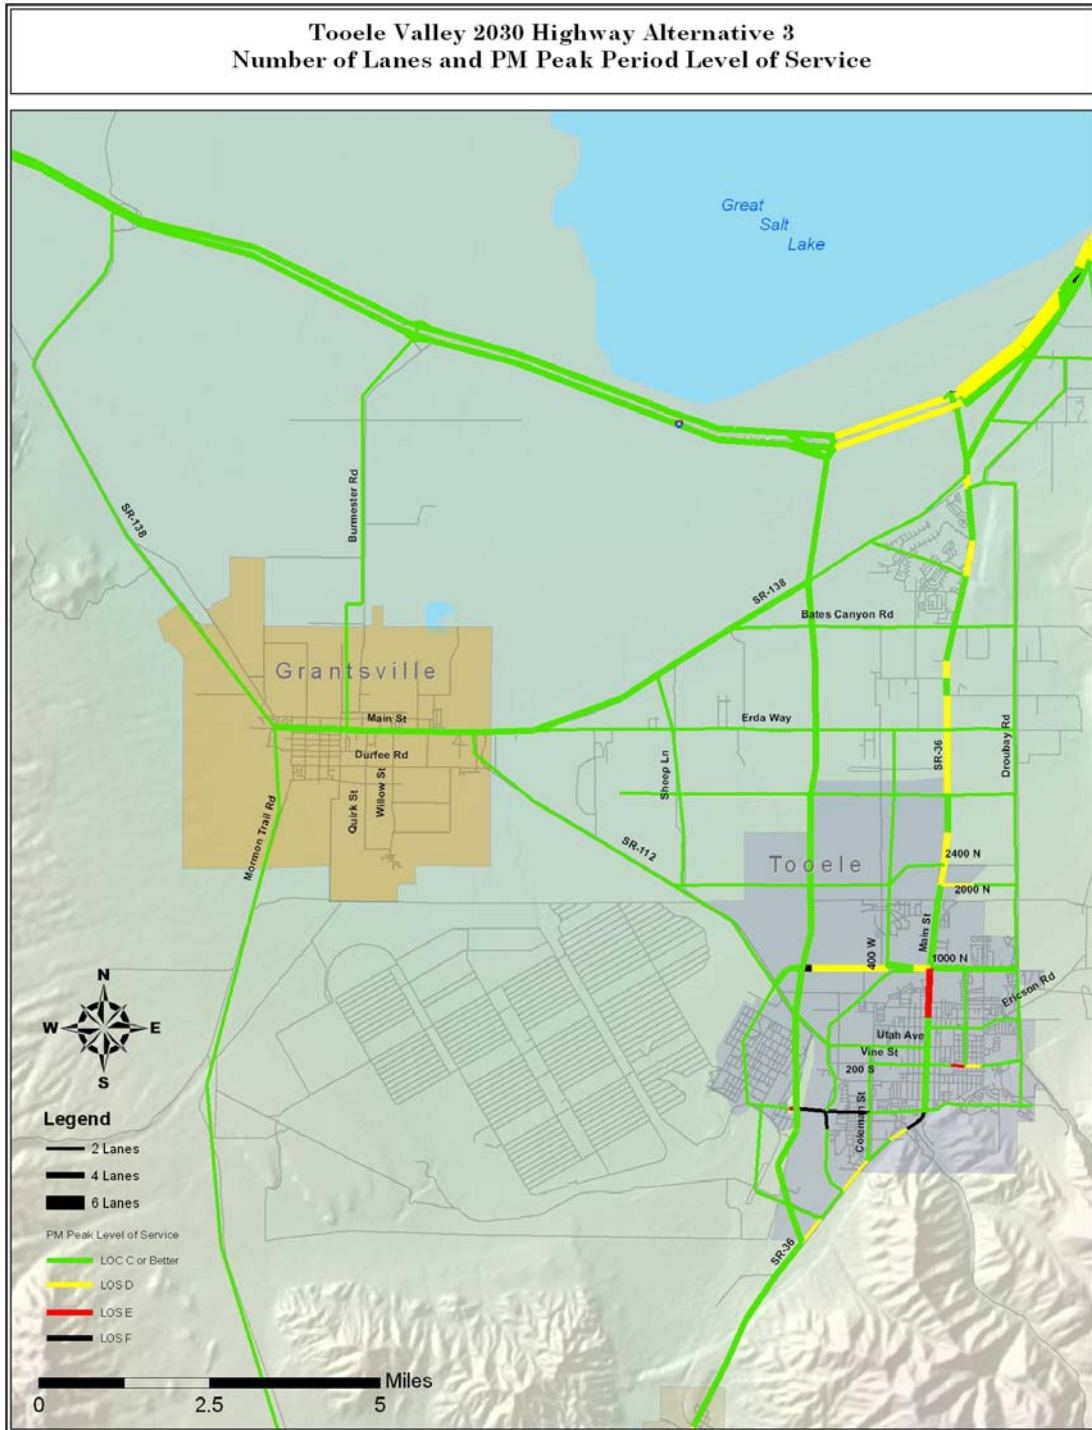 Tooele Valley 2030 Highway Alternative 3
Number of Lanes and PM Peak Period Level of Service
Great
Salt
Lake
SR-138
Burmester Rd
SR-138
Bates Canyon Rd
Grantsville
Main St
Erda Way
Durfee Rd
Quirk St
Willow St
Mormon Trail Rd
Sheep Ln
SR-36
Droubay Rd
SR-112
Tooele
2400 N
2000 N
Main St
400 W
1000 N
Ericson Rd
Utah Ave
Vine St
200 S
Coleman St
SR-36
N
W
E
S
Legend
2 Lanes
4 Lanes
6 Lanes
PM Peak Level of Service
LOC C or Better
LOS D
LOS E
LOS F
Miles
0
2.5
5